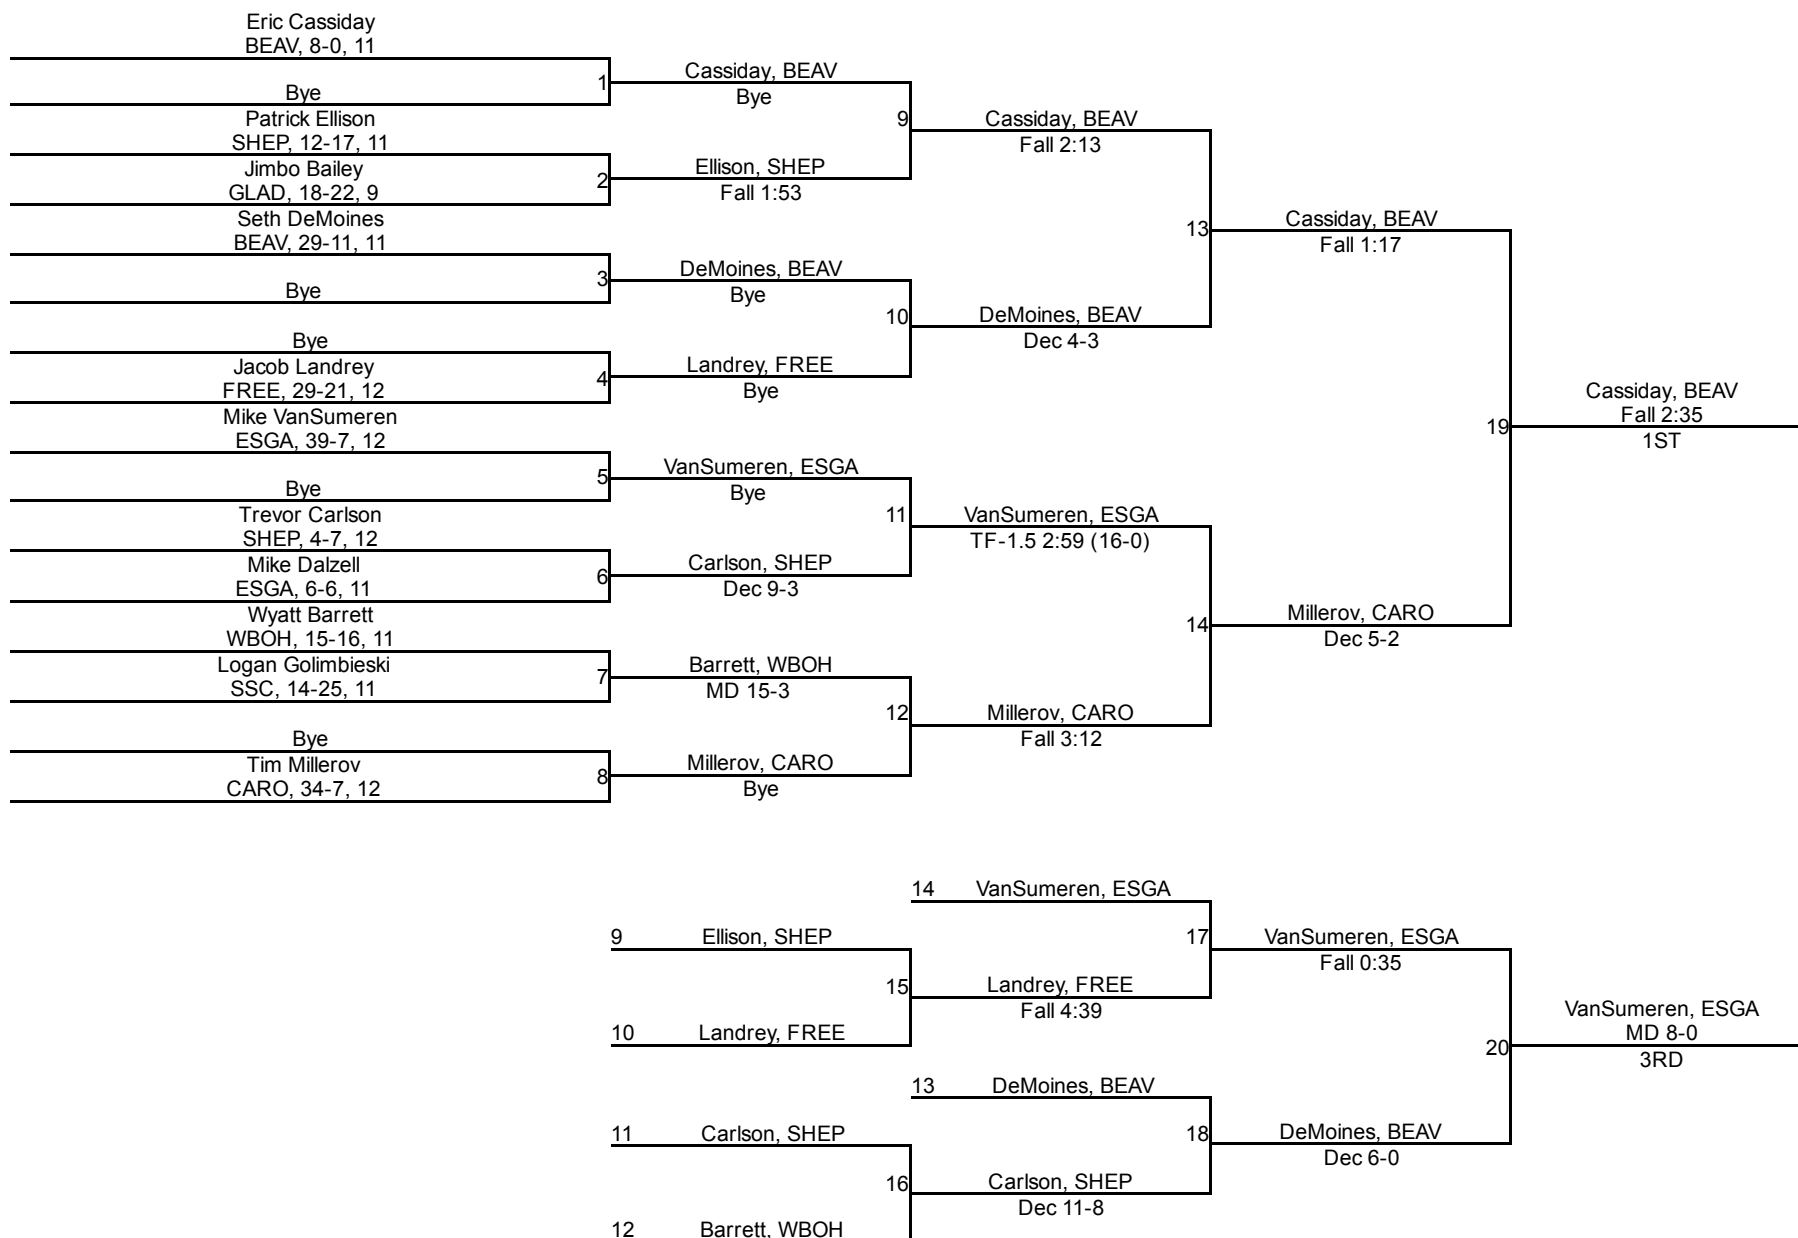 Eric Cassiday
BEAV, 8-0, 11
Bye
1
Patrick Ellison
SHEP, 12-17, 11
Jimbo Bailey
GLAD, 18-22, 9
2
Seth DeMoines
BEAV, 29-11, 11
Bye
3
Bye
Jacob Landrey
FREE, 29-21, 12
4
Mike VanSumeren
ESGA, 39-7, 12
Bye
5
Trevor Carlson
SHEP, 4-7, 12
Mike Dalzell
ESGA, 6-6, 11
6
Wyatt Barrett
WBOH, 15-16, 11
Logan Golimbieski
SSC, 14-25, 11
7
Bye
Tim Millerov
CARO, 34-7, 12
8
Cassiday, BEAV
Bye
9
Ellison, SHEP
Fall 1:53
DeMoines, BEAV
Bye
10
Landrey, FREE
Bye
VanSumeren, ESGA
Bye
11
Carlson, SHEP
Dec 9-3
Barrett, WBOH
MD 15-3
12
Millerov, CARO
Bye
Cassiday, BEAV
Fall 2:13
13
DeMoines, BEAV
Dec 4-3
VanSumeren, ESGA
TF-1.5 2:59 (16-0)
14
Millerov, CARO
Fall 3:12
Cassiday, BEAV
Fall 1:17
19
Millerov, CARO
Dec 5-2
Cassiday, BEAV
Fall 2:35
1ST
9 Ellison, SHEP
15
10 Landrey, FREE
11 Carlson, SHEP
16
12 Barrett, WBOH
14 VanSumeren, ESGA
17
Landrey, FREE
Fall 4:39
13 DeMoines, BEAV
18
Carlson, SHEP
Dec 11-8
VanSumeren, ESGA
Fall 0:35
20
DeMoines, BEAV
Dec 6-0
VanSumeren, ESGA
MD 8-0
3RD